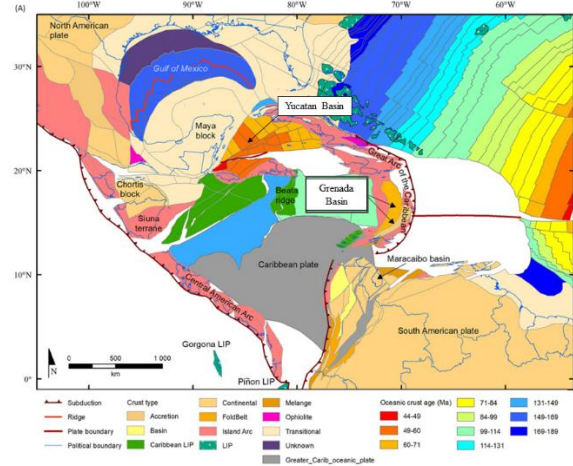 (A)
100°W
90°W
80°W
70°W
60°W
30°N
20°N
10°N
0°
North American
plate
Gulf of Mexico
Yucatan Basin
Maya
block
Great Arc of the Caribbean
Chortis
block
Beata
ridge
Grenada
Basin
Siuna
terrane
Caribbean plate
Maracaibo basin
Central American Arc
South American plate
Gorgona LIP
Piñon LIP
N
0 500 1 000
km
Subduction
Ridge
Plate boundary
Political boundary
Crust type
Accretion
Basin
Caribbean LIP
Continental
FoldBelt
Island Arc
LIP
Melange
Ophiolite
Transitional
Unknown
Greater_Carib_oceanic_plate
Oceanic crust age (Ma)
44-49
49-60
60-71
71-84
84-99
99-114
114-131
131-149
149-169
169-189